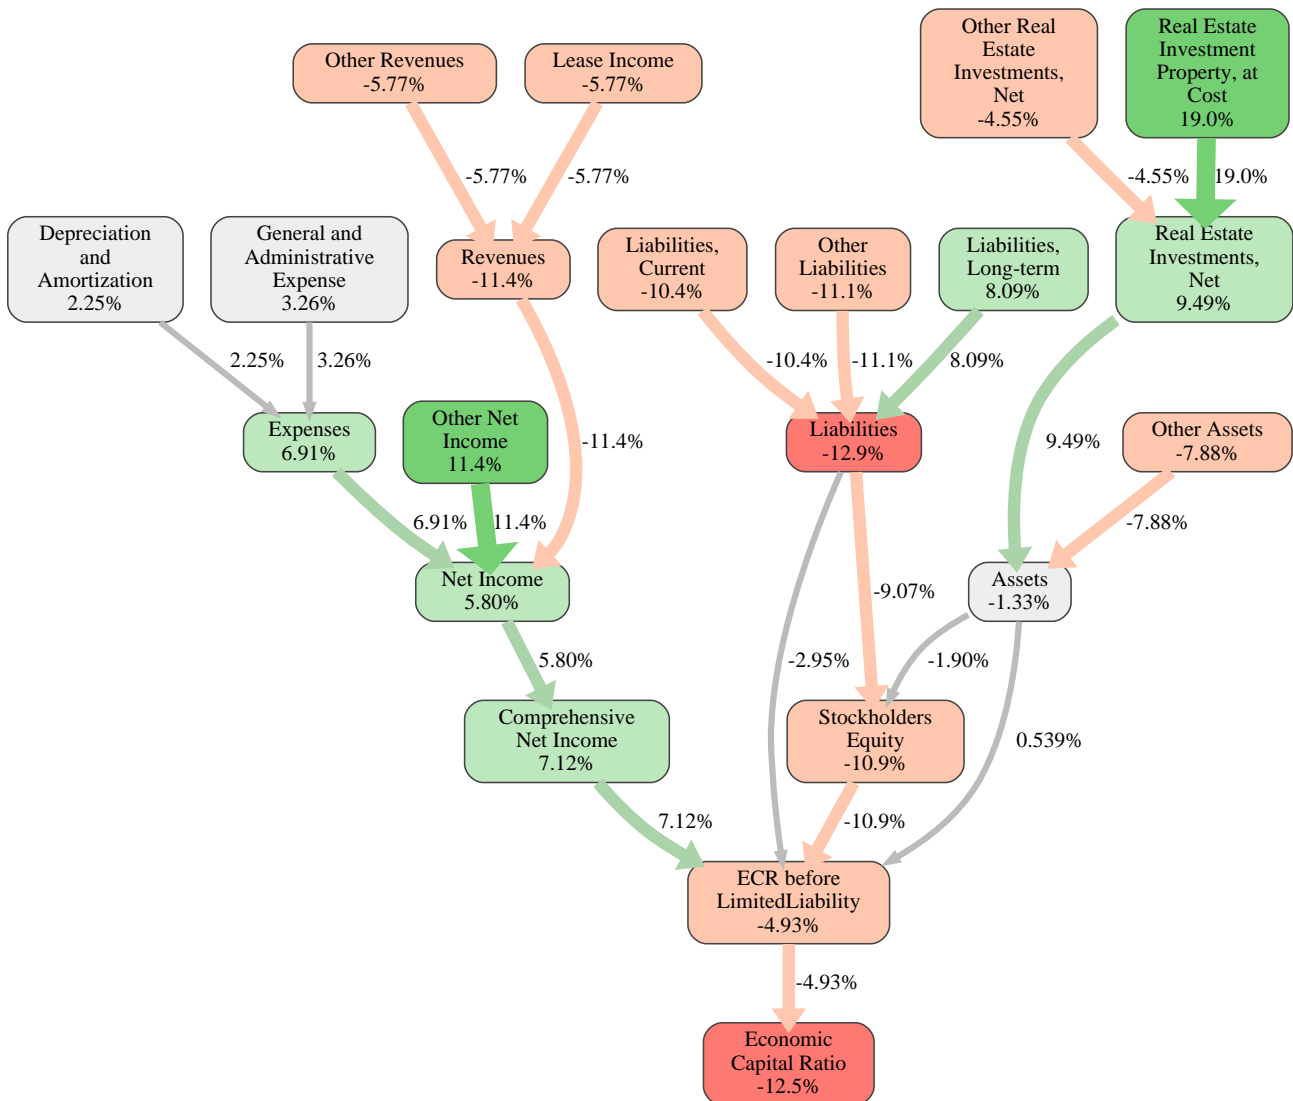 Other Real
Estate
Investments,
Net
-4.55%
Real Estate
Investment
Property, at
Cost
19.0%
Other Revenues
-5.77%
Lease Income
-5.77%
-5.77%
-5.77%
-4.55%
19.0%
Depreciation
and
Amortization
2.25%
General and
Administrative
Expense
3.26%
Revenues
-11.4%
Liabilities,
Current
-10.4%
Other
Liabilities
-11.1%
Liabilities,
Long-term
8.09%
Real Estate
Investments,
Net
9.49%
2.25%
3.26%
-10.4%
-11.1%
8.09%
Expenses
6.91%
Other Net
Income
11.4%
-11.4%
Liabilities
-12.9%
9.49%
Other Assets
-7.88%
6.91%
11.4%
-7.88%
Net Income
5.80%
-9.07%
Assets
-1.33%
5.80%
-2.95%
-1.90%
Comprehensive
Net Income
7.12%
Stockholders
Equity
-10.9%
0.539%
7.12%
-10.9%
ECR before
LimitedLiability
-4.93%
-4.93%
Economic
Capital Ratio
-12.5%